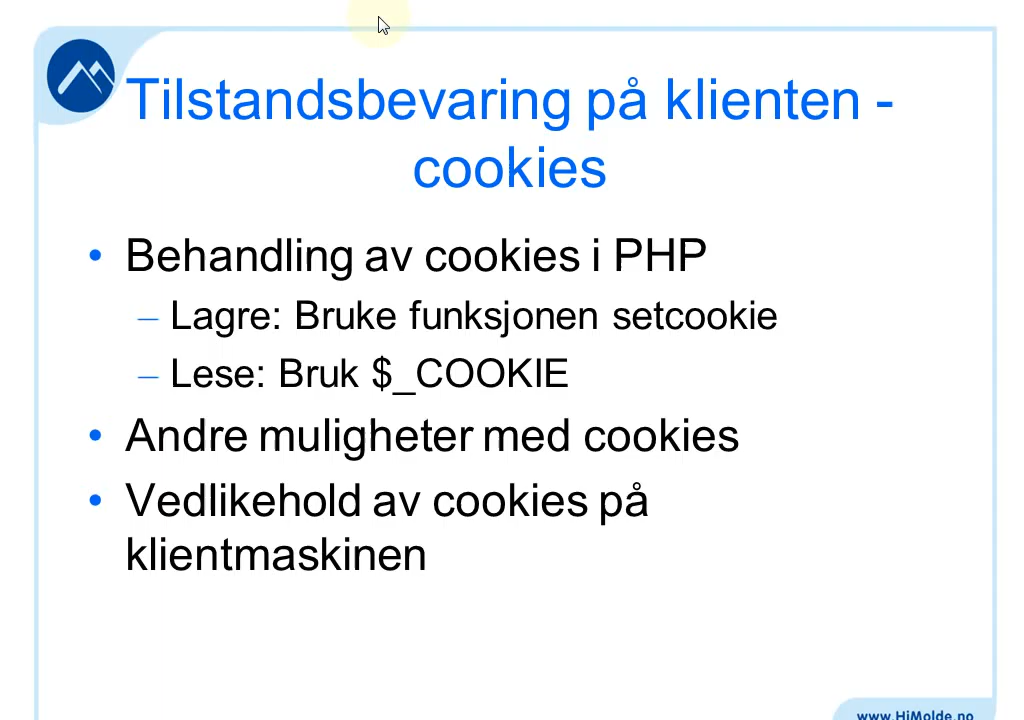 Tilstandsbevaring på klienten -
cookies
• Behandling av cookies i PHP
– Lagre: Bruke funksjonen setcookie
– Lese: Bruk $_COOKIE
• Andre muligheter med cookies
• Vedlikehold av cookies på
klientmaskinen
www.HiMolde.no